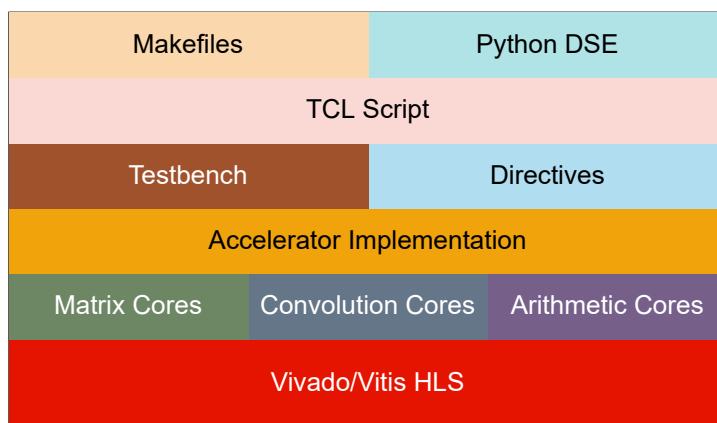 Makefiles
Python DSE
TCL Script
Testbench
Directives
Accelerator Implementation
Matrix Cores
Convolution Cores
Arithmetic Cores
Vivado/Vitis HLS